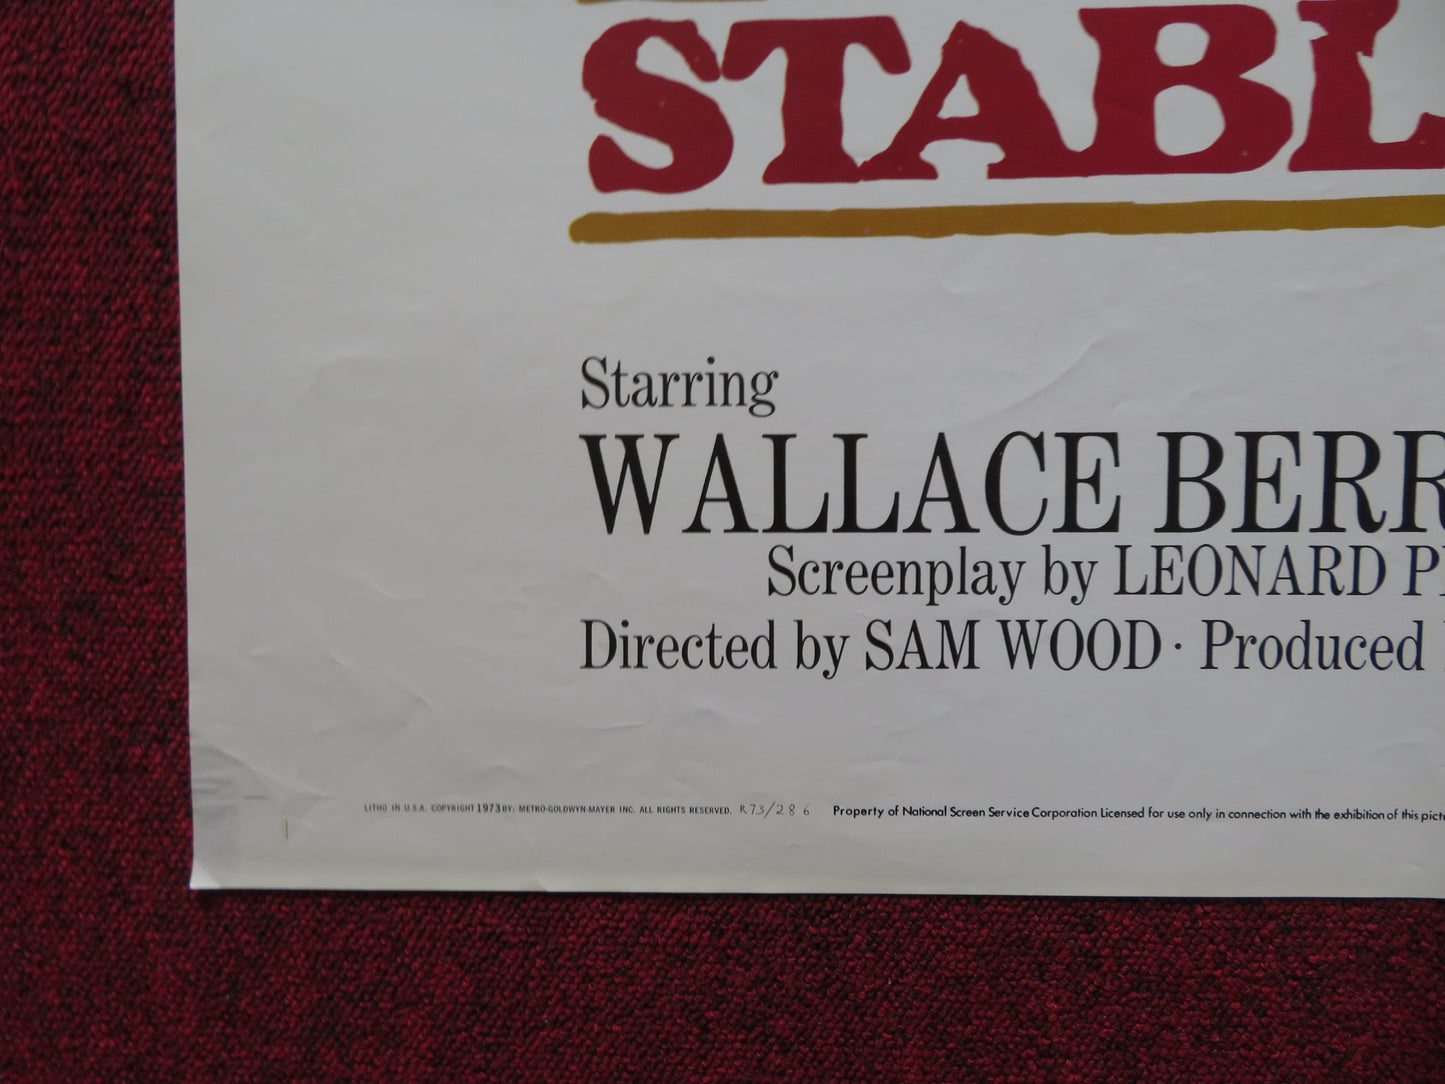 STABL
Starring
WALLACE BERR
Screenplay by LEONARD P
Directed by SAM WOOD · Produced
LITHO IN U.S.A. COPYRIGHT 1973 BY: METRO-GOLDWYN-MAYER INC. ALL RIGHTS RESERVED. R73/286 Property of National Screen Service Corporation. Licensed for use only in connection with the exhibition of this pict